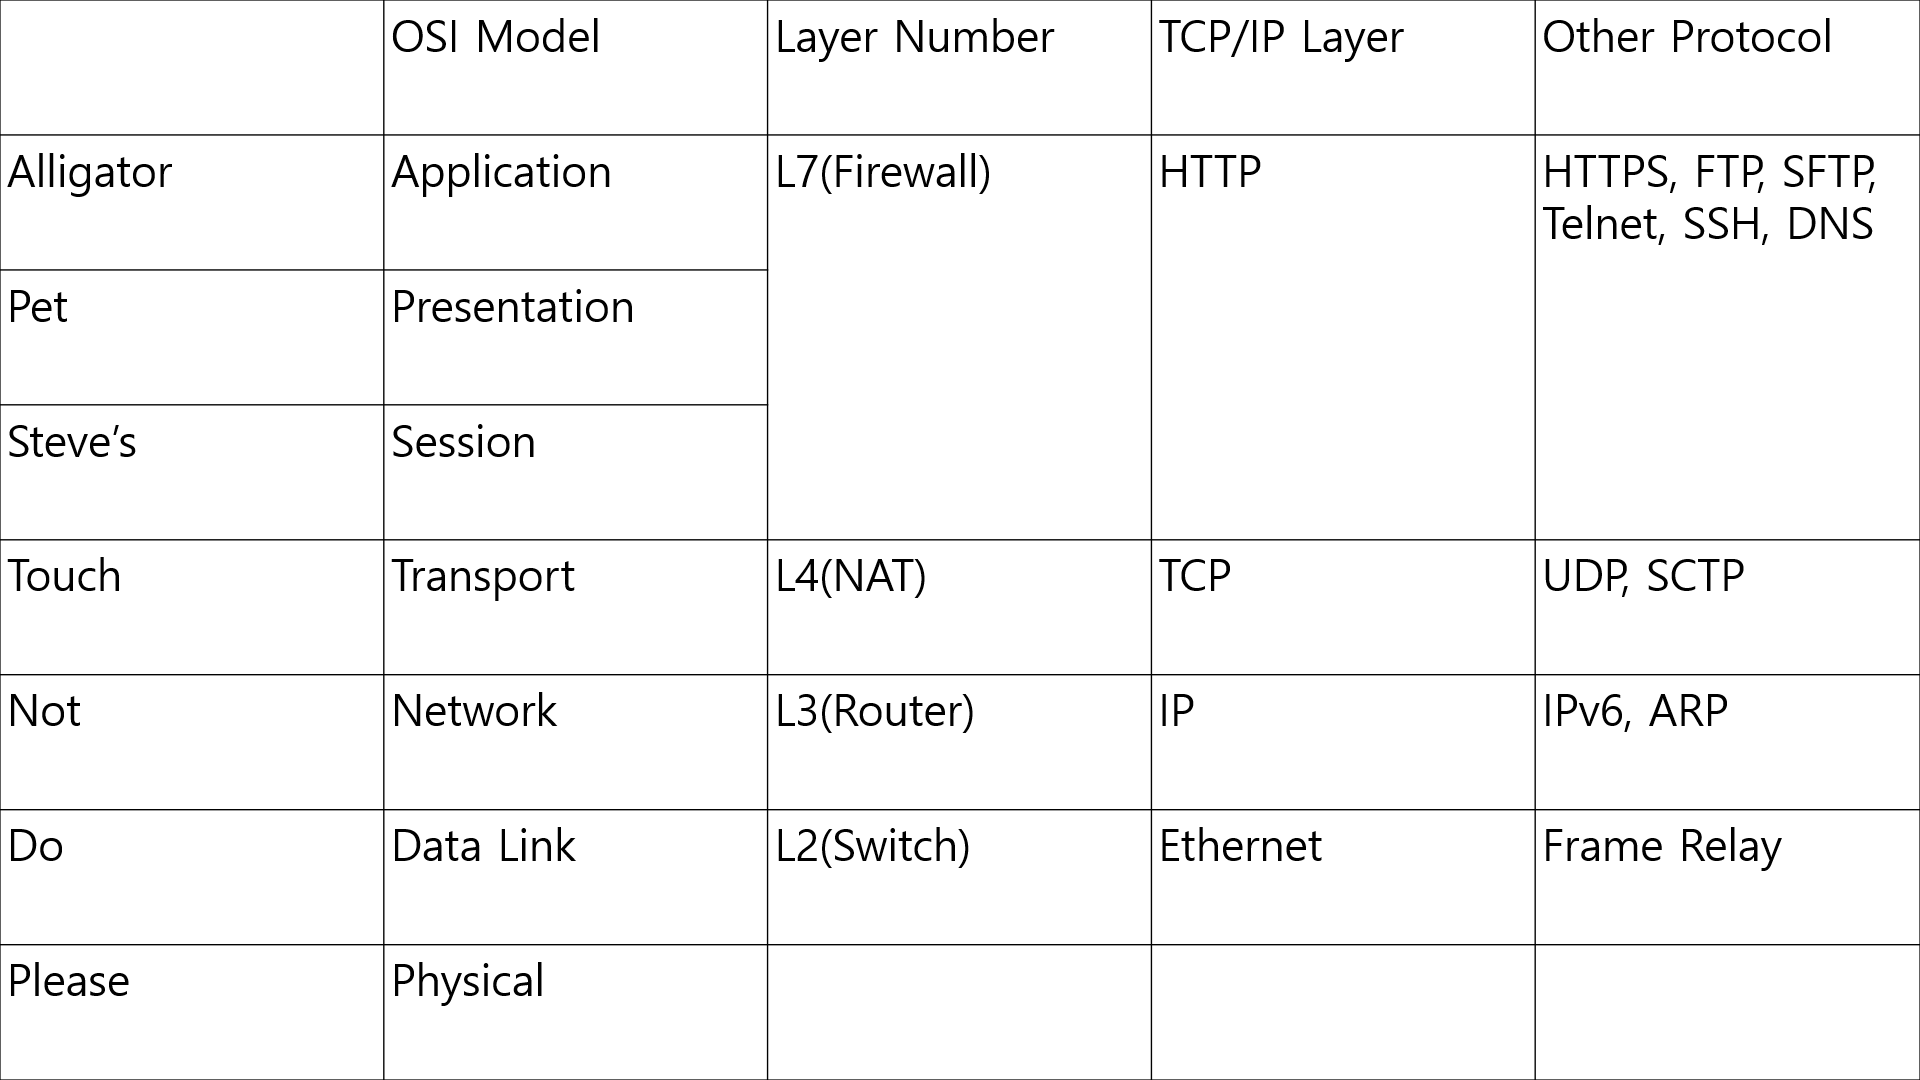 OSI Model
Layer Number
TCP/IP Layer
Other Protocol
Alligator
Application
L7(Firewall)
HTTP
HTTPS, FTP, SFTP,
Telnet, SSH, DNS
Pet
Presentation
Steve’s
Session
Touch
Transport
L4(NAT)
TCP
UDP, SCTP
Not
Network
L3(Router)
IP
IPv6, ARP
Do
Data Link
L2(Switch)
Ethernet
Frame Relay
Please
Physical